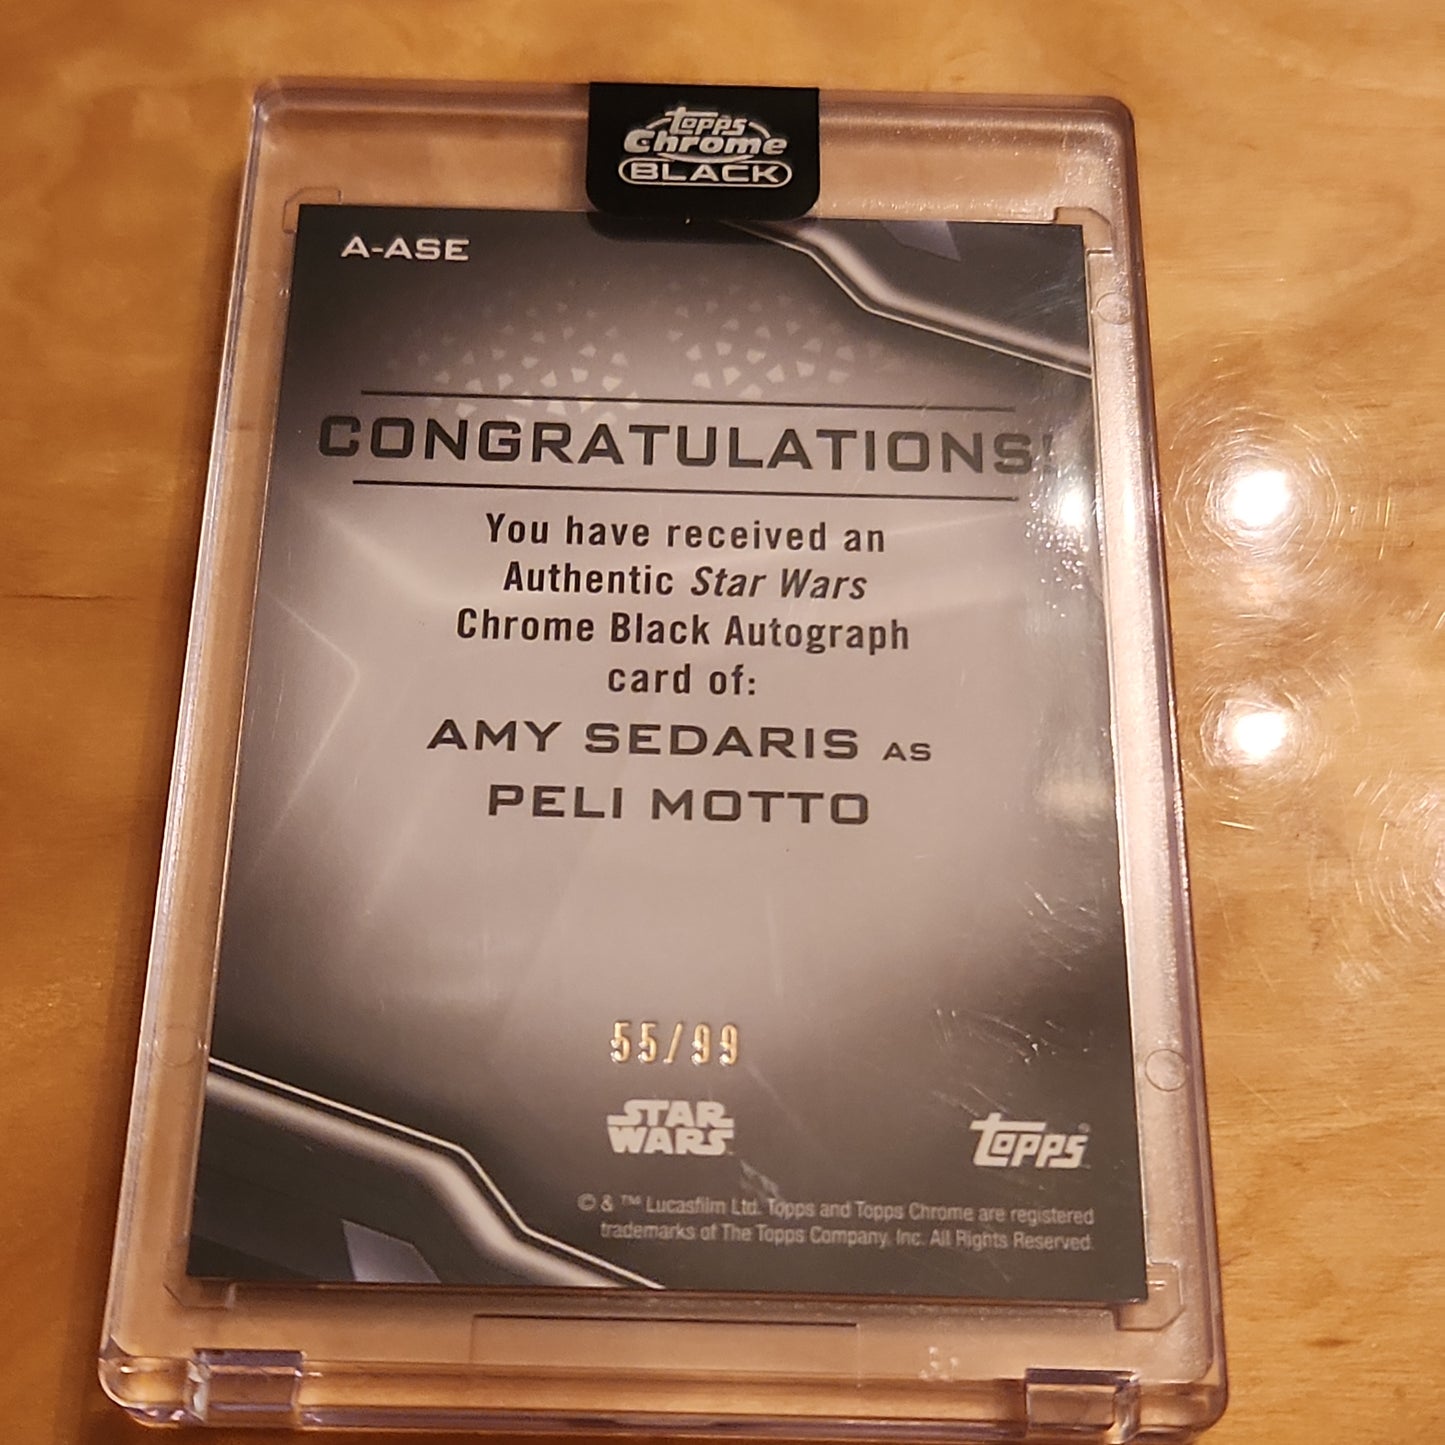 Topps
Chrome
BLACK
A-ASE
CONGRATULATIONS!
You have received an
Authentic Star Wars
Chrome Black Autograph
card of:
AMY SEDARIS AS
PELI MOTTO
55/99
STAR
WARS
Topps®
© & ™ Lucasfilm Ltd. Topps and Topps Chrome are registered
trademarks of The Topps Company, Inc. All Rights Reserved.